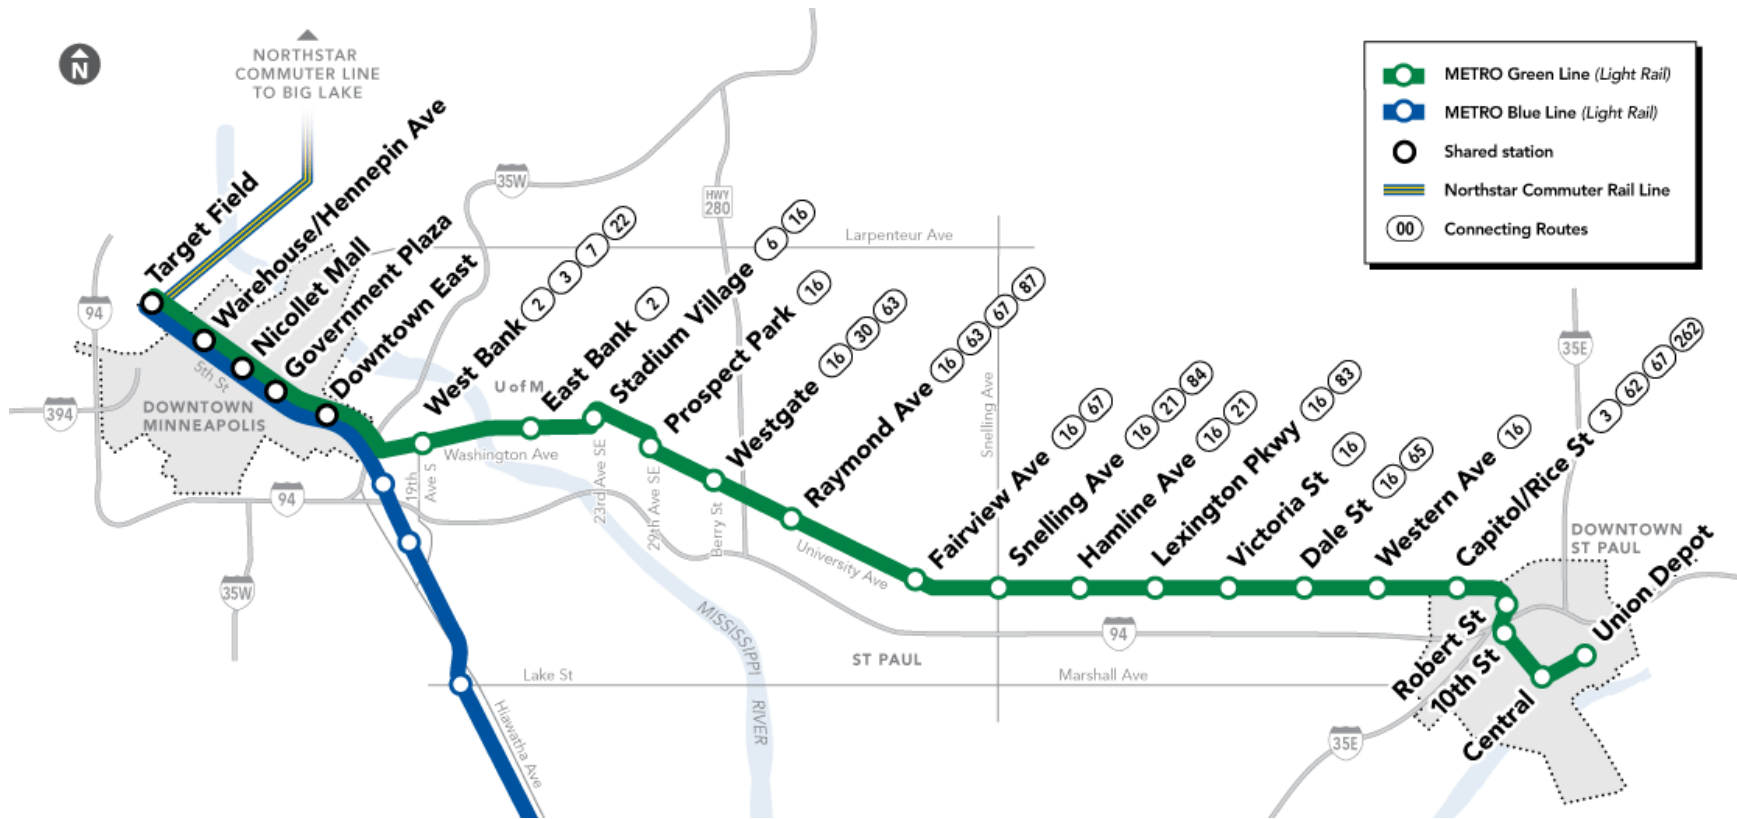 N
NORTHSTAR
COMMUTER LINE
TO BIG LAKE
METRO Green Line (Light Rail)
METRO Blue Line (Light Rail)
Shared station
Northstar Commuter Rail Line
00 Connecting Routes
Target Field
Warehouse/Hennepin Ave
Nicollet Mall
Government Plaza
Downtown East
West Bank 2 3 7 22
East Bank 2
Stadium Village 6 16
Prospect Park 16
Westgate 16 30 63
Raymond Ave 16 63 67 87
Fairview Ave 16 67
Snelling Ave 16 21 84
Hamline Ave 16 21
Lexington Pkwy 16 83
Victoria St 16
Dale St 16 65
Western Ave 16
Capitol/Rice St 3 62 67 262
Robert St
10th St
Central
Union Depot
DOWNTOWN
MINNEAPOLIS
DOWNTOWN
ST PAUL
ST PAUL
U of M
5th St
Washington Ave
19th
Ave S
23rd Ave SE
29th Ave SE
Berry St
University Ave
Snelling Ave
Larpenteur Ave
Lake St
Marshall Ave
Hiawatha Ave
MISSISSIPPI
RIVER
94
394
94
35W
35W
HWY
280
94
35E
35E